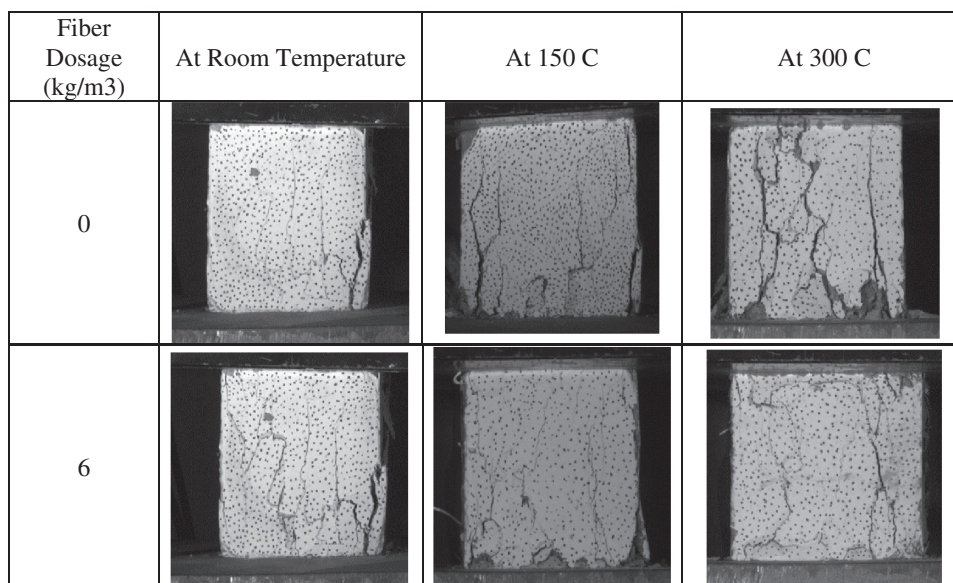 Fiber
Dosage
(kg/m3)
At Room Temperature
At 150 C
At 300 C
0
6